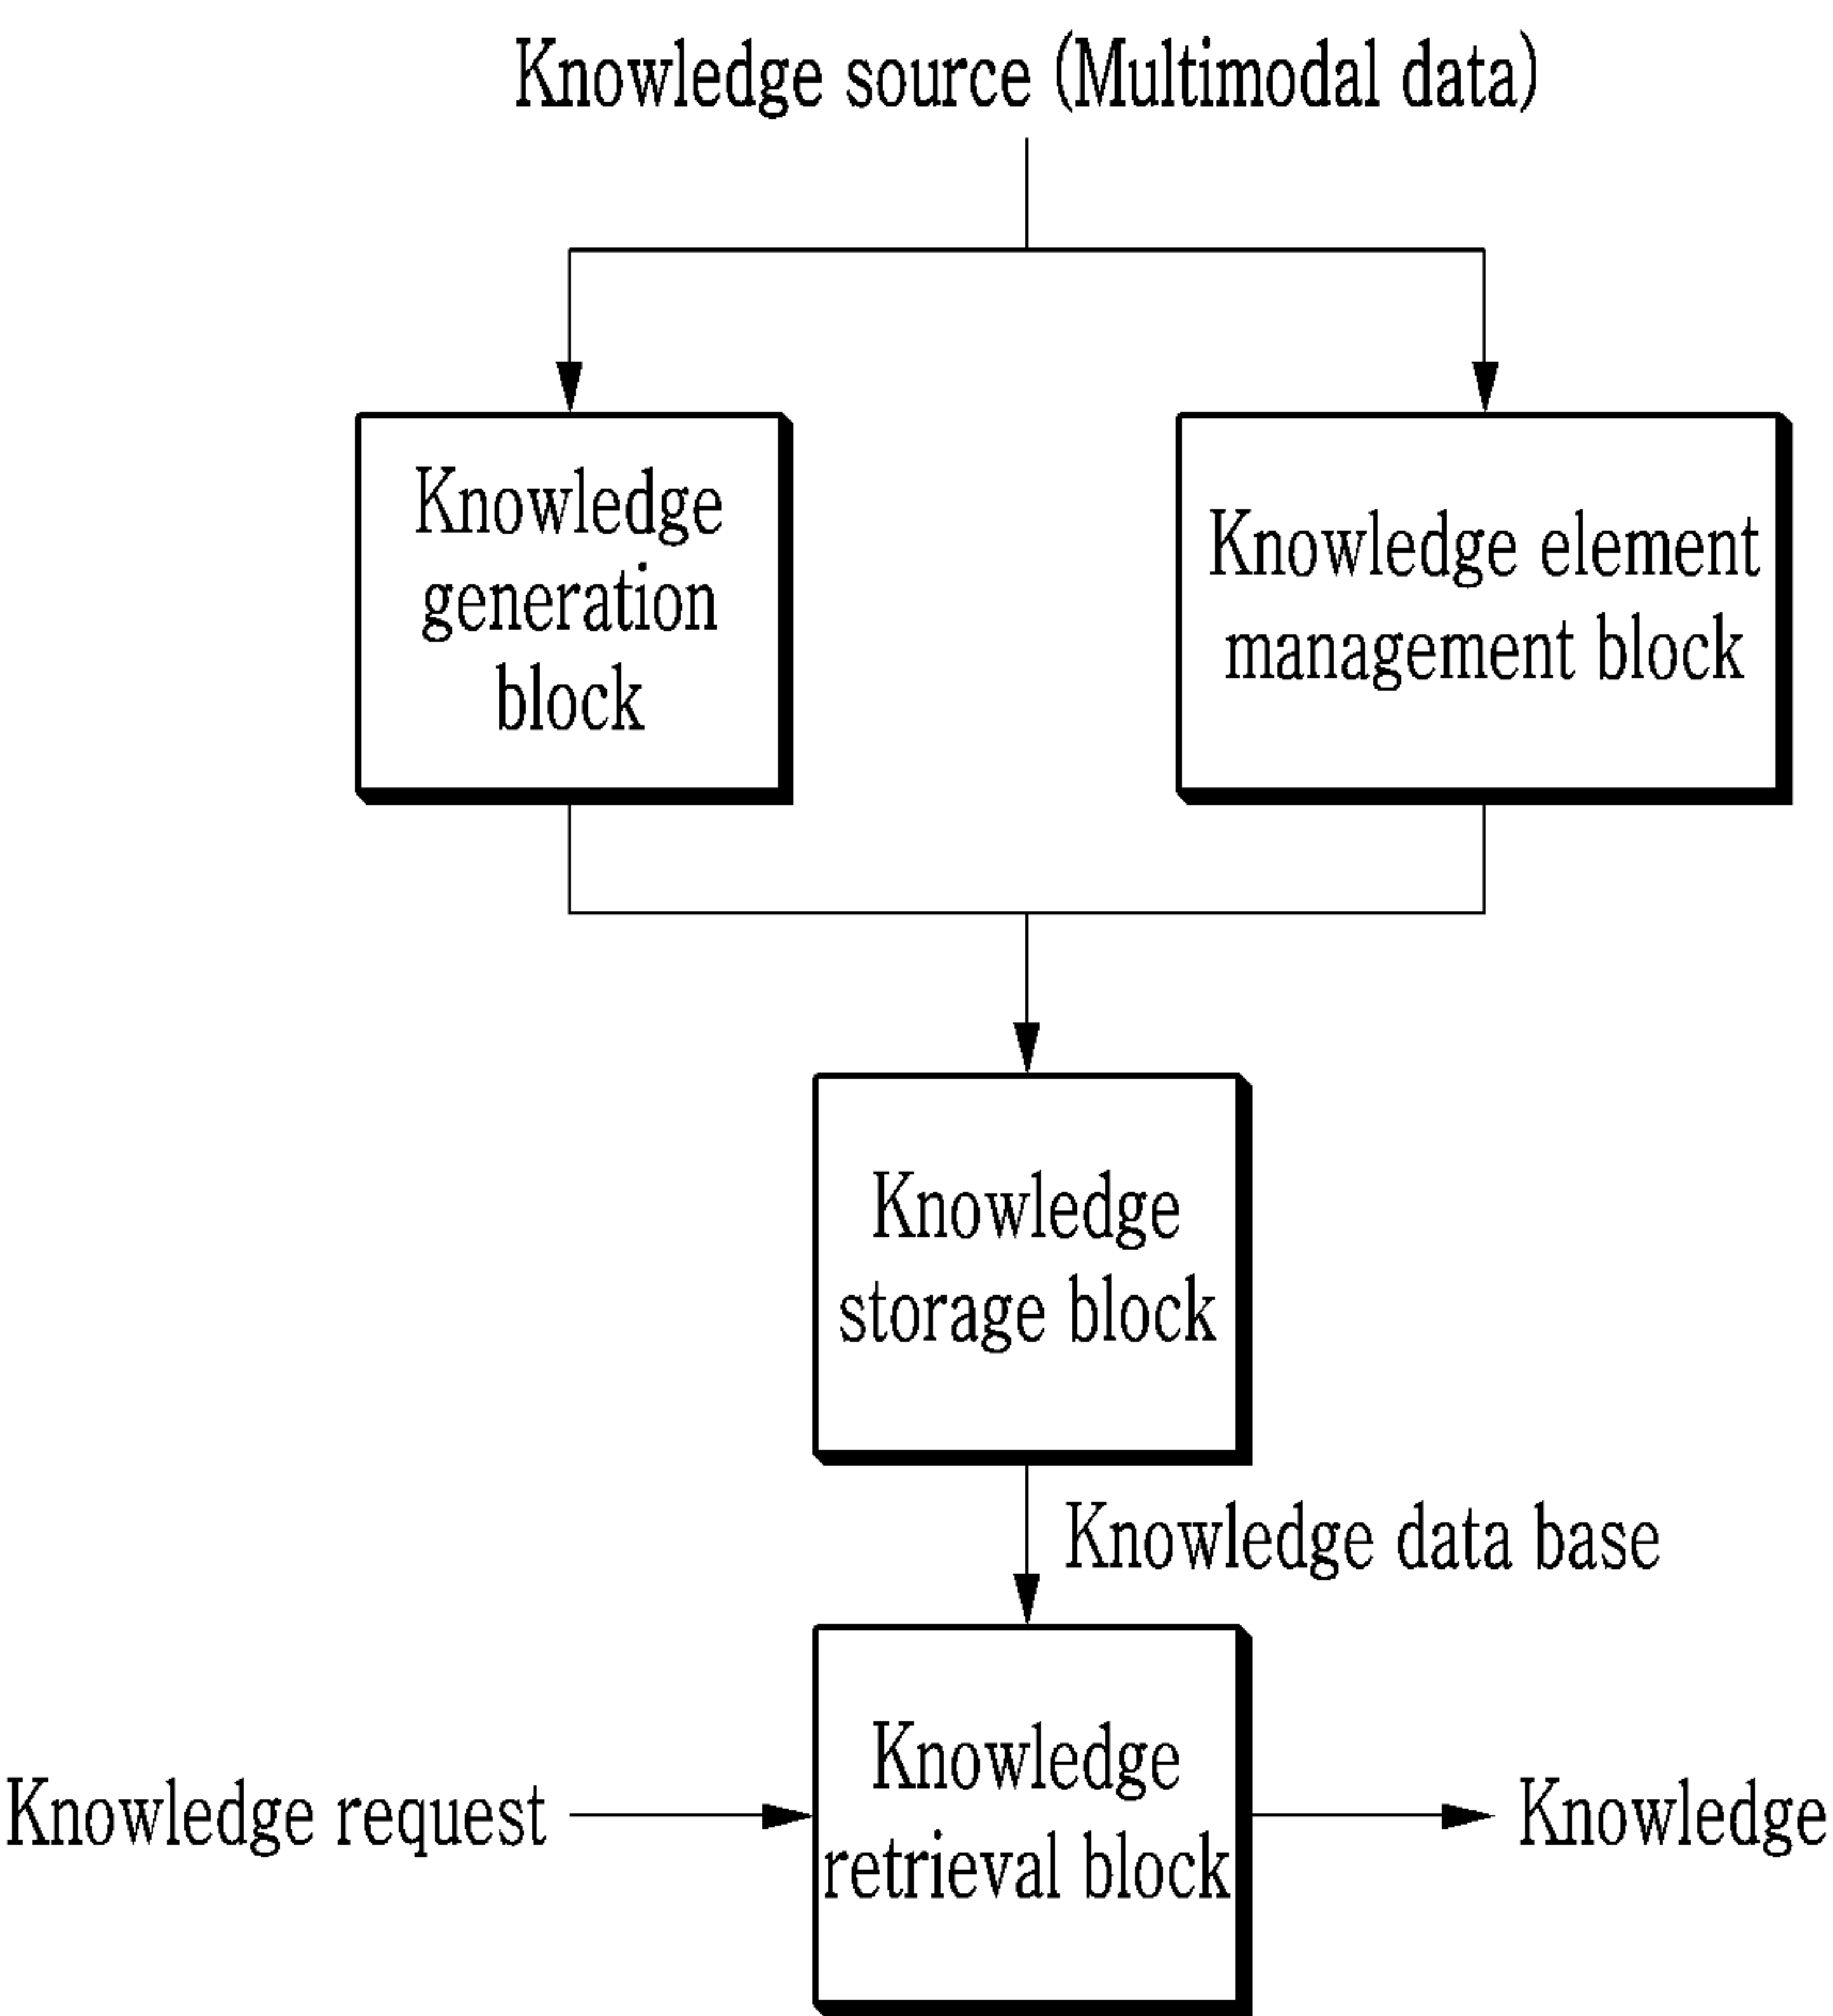 Knowledge source (Multimodal data)
Knowledge
generation
block
Knowledge element
management block
Knowledge
storage block
Knowledge data base
Knowledge request
Knowledge
retrieval block
Knowledge